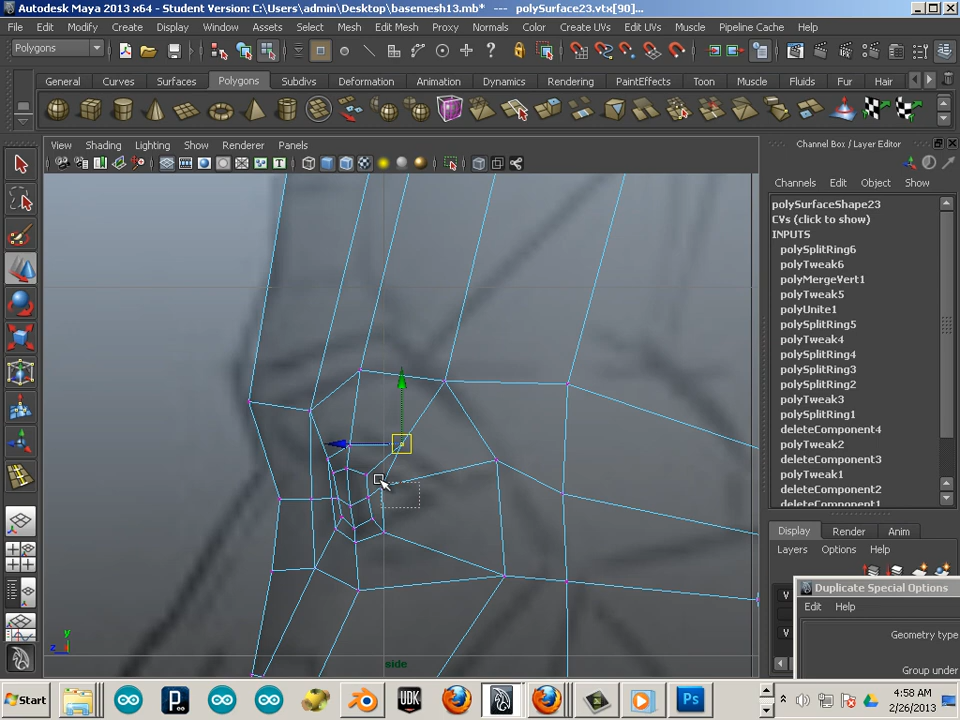 Autodesk Maya 2013 x64 - Student Version: C:\Users\admin\Desktop\basemesh13.mb*   ---   polySurface23.vtx[90]...
File Edit Modify Create Display Window Assets Select Mesh Edit Mesh Proxy Normals Color Create UVs Edit UVs Muscle Pipeline Cache Help
Polygons
General Curves Surfaces Polygons Subdivs Deformation Animation Dynamics Rendering PaintEffects Toon Muscle Fluids Fur Hair
View Shading Lighting Show Renderer Panels
Channel Box / Layer Editor
Channels Edit Object Show
polySurfaceShape23
CVs (click to show)
INPUTS
polySplitRing6
polyTweak6
polyMergeVert1
polyTweak5
polyUnite1
polySplitRing5
polyTweak4
polySplitRing4
polySplitRing3
polySplitRing2
polyTweak3
polySplitRing1
deleteComponent4
polyTweak2
deleteComponent3
polyTweak1
deleteComponent2
deleteComponent1
Display Render Anim
Layers Options Help
V
V
Duplicate Special Options
Edit Help
Geometry type
Group under
y
z
side
Start
UDK
Ps
4:58 AM
2/26/2013